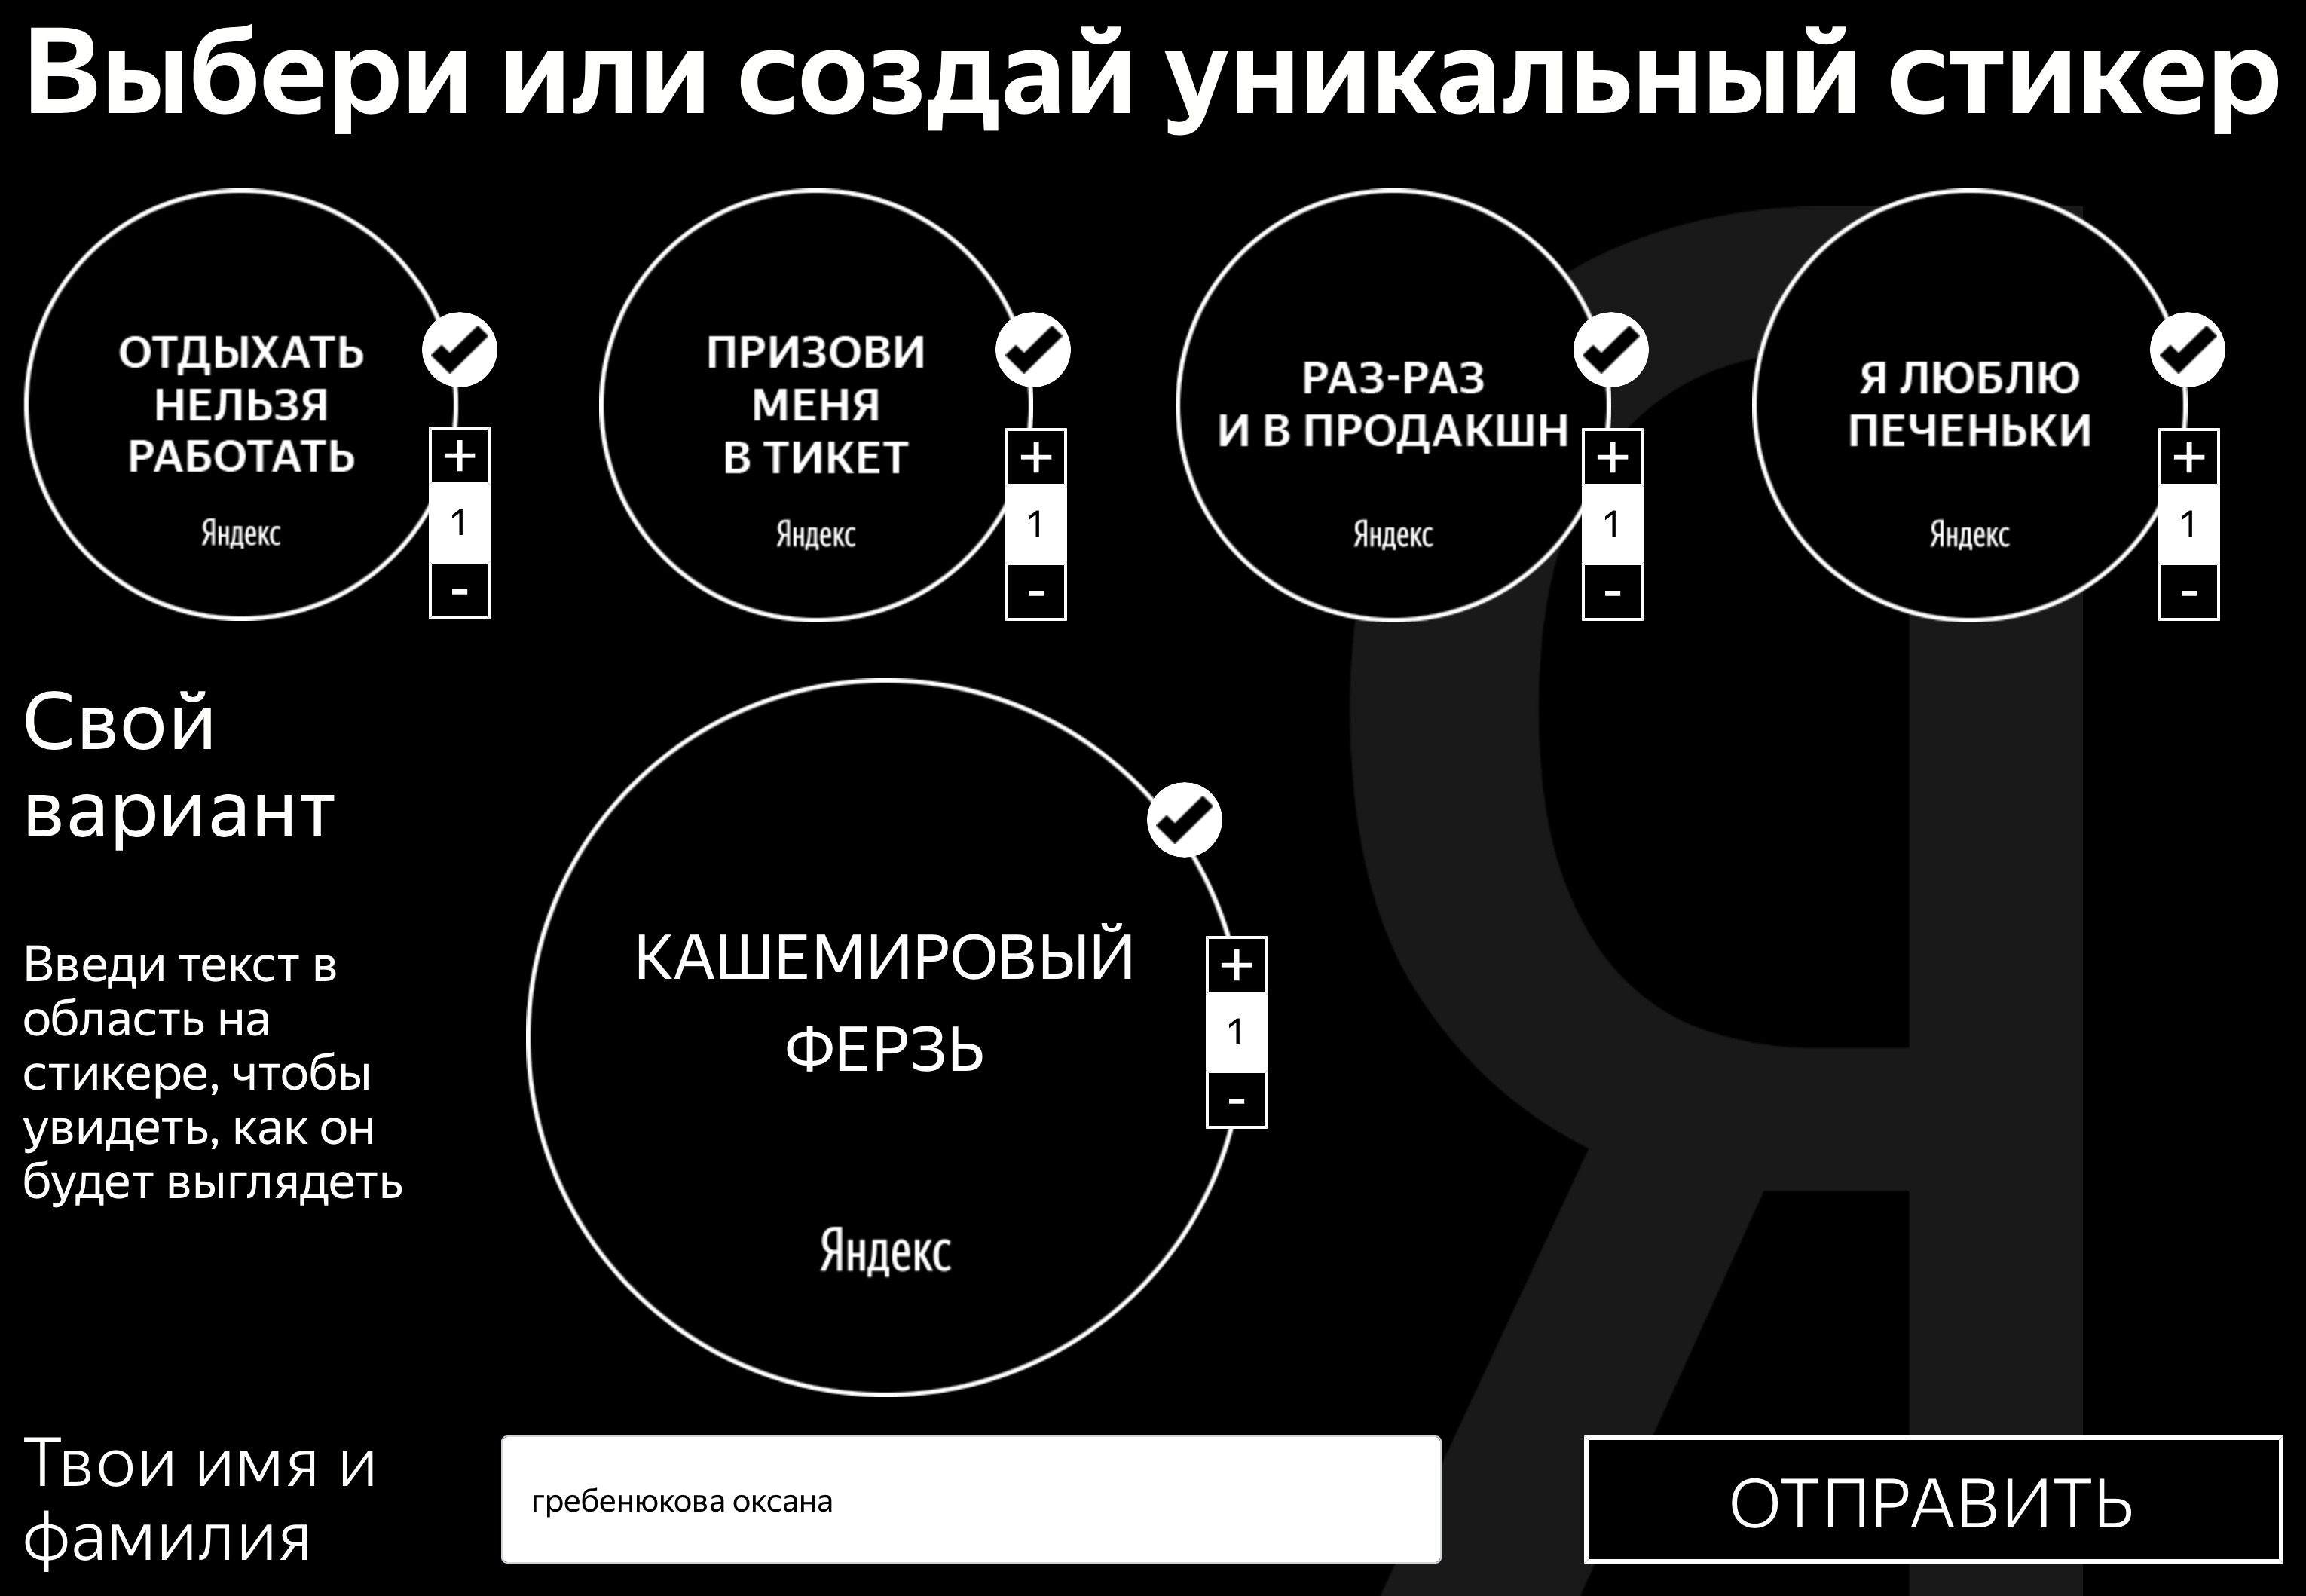 Выбери или создай уникальный стикер
ОТДЫХАТЬ
НЕЛЬЗЯ
РАБОТАТЬ
Яндекс
+
1
-
ПРИЗОВИ
МЕНЯ
В ТИКЕТ
Яндекс
+
1
-
РАЗ-РАЗ
И В ПРОДАКШН
Яндекс
+
1
-
Я ЛЮБЛЮ
ПЕЧЕНЬКИ
Яндекс
+
1
-
Свой
вариант
Введи текст в
область на
стикере, чтобы
увидеть, как он
будет выглядеть
КАШЕМИРОВЫЙ
ФЕРЗЬ
Яндекс
+
1
-
Твои имя и
фамилия
гребенюкова оксана
ОТПРАВИТЬ
Я